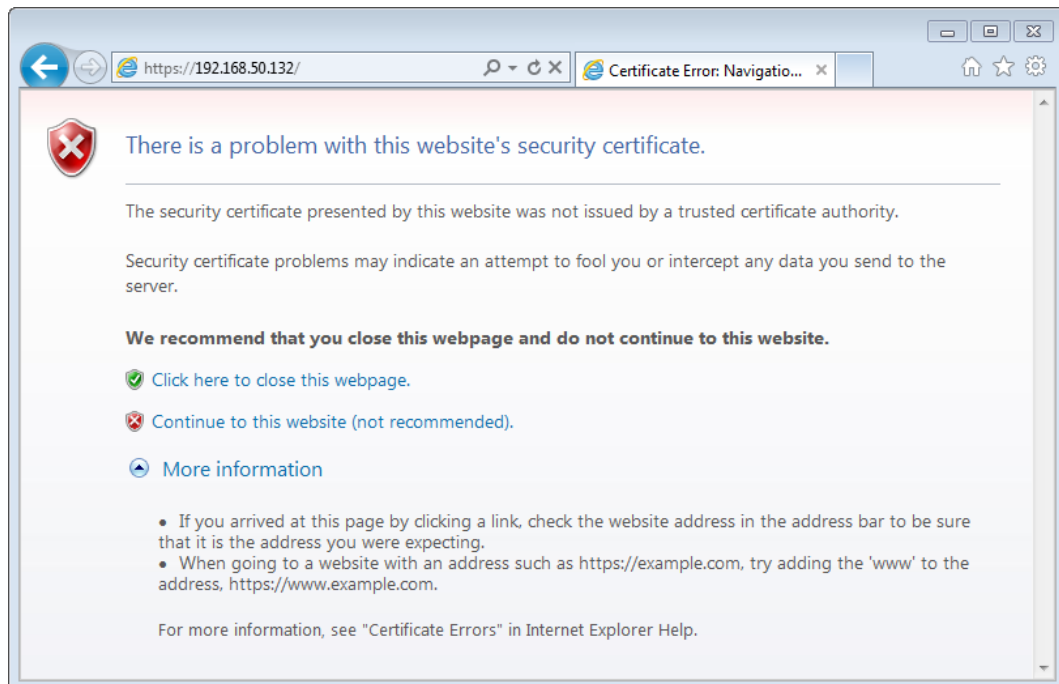 https://192.168.50.132/
Certificate Error: Navigatio...
There is a problem with this website's security certificate.
The security certificate presented by this website was not issued by a trusted certificate authority.
Security certificate problems may indicate an attempt to fool you or intercept any data you send to the
server.
We recommend that you close this webpage and do not continue to this website.
Click here to close this webpage.
Continue to this website (not recommended).
More information
• If you arrived at this page by clicking a link, check the website address in the address bar to be sure
that it is the address you were expecting.
• When going to a website with an address such as https://example.com, try adding the 'www' to the
address, https://www.example.com.
For more information, see "Certificate Errors" in Internet Explorer Help.